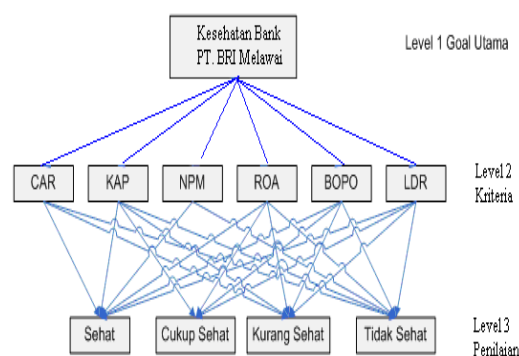 Kesehatan Bank
PT. BRI Melawai
Level 1 Goal Utama
CAR
KAP
NPM
ROA
BOPO
LDR
Level 2
Kriteria
Sehat
Cukup Sehat
Kurang Sehat
Tidak Sehat
Level 3
Penilaian